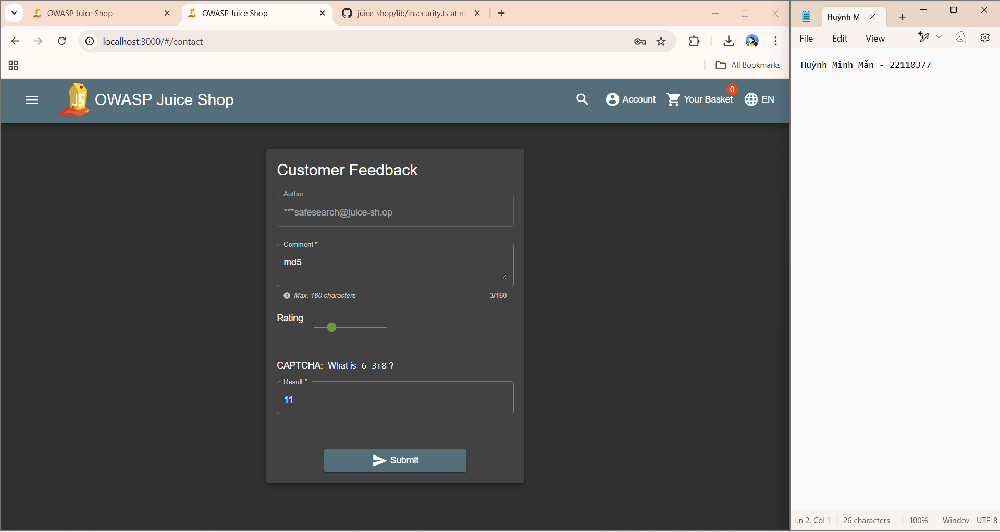 OWASP Juice Shop
OWASP Juice Shop
juice-shop/lib/insecurity.ts at m
localhost:3000/#/contact
All Bookmarks
JS
OWASP Juice Shop
Account
0
Your Basket
EN
Customer Feedback
Author
***safesearch@juice-sh.op
Comment *
md5
Max. 160 characters
3/160
Rating
CAPTCHA: What is 6-3+8 ?
Result *
11
Submit
Huỳnh M
File
Edit
View
Huỳnh Minh Mẫn - 22110377
Ln 2, Col 1
26 characters
100%
Window
UTF-8